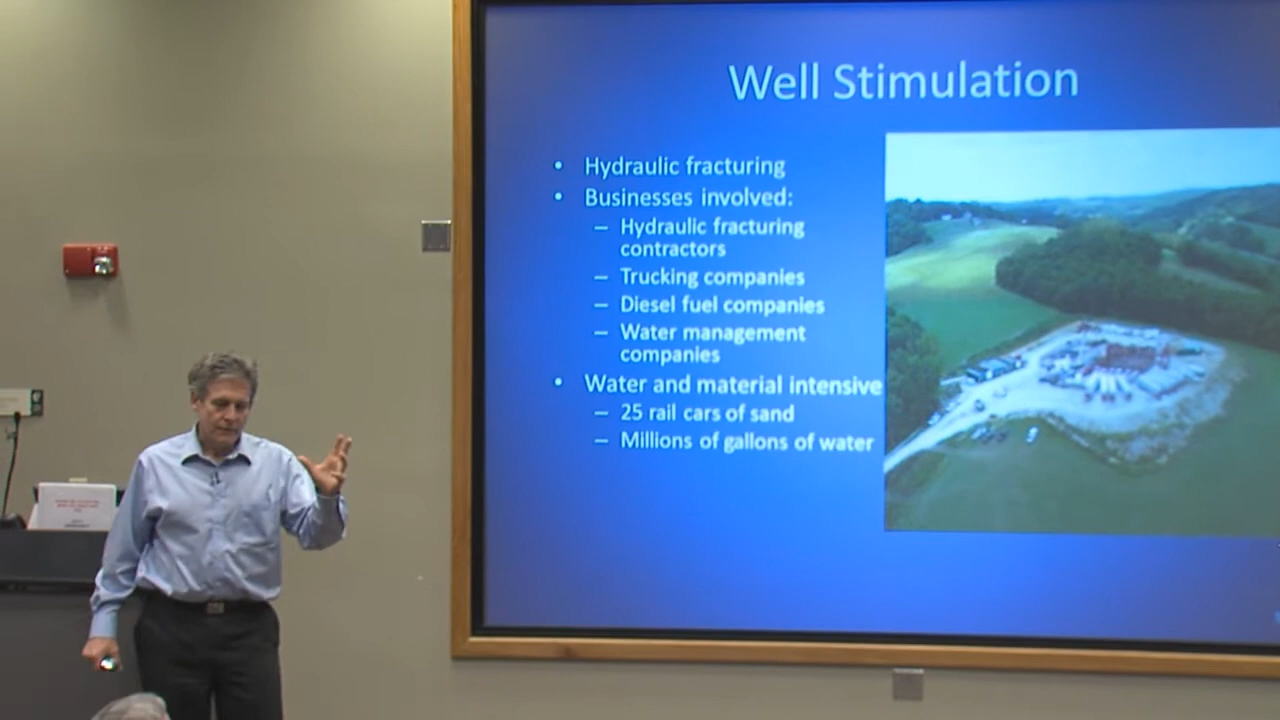 Well Stimulation
• Hydraulic fracturing
• Businesses involved:
– Hydraulic fracturing
contractors
– Trucking companies
– Diesel fuel companies
– Water management
companies
• Water and material intensive
– 25 rail cars of sand
– Millions of gallons of water